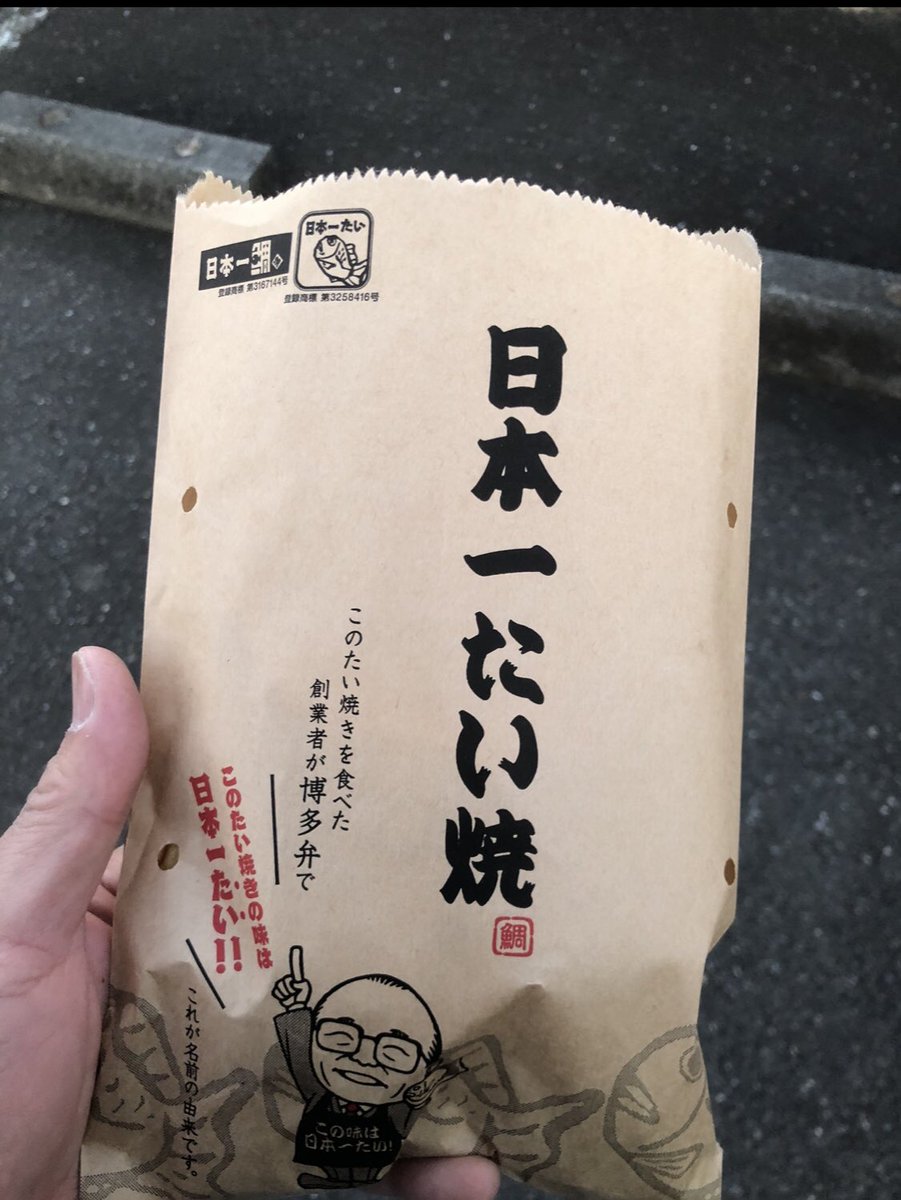 日本一鯛
登録商標 第3167144号
日本一たい
登録商標 第3258416号
日本一たい焼
鯛
このたい焼きを食べた
創業者が博多弁で
このたい焼きの味は
日本一たい!!
これが名前の由来です。
この味は
日本一たい!